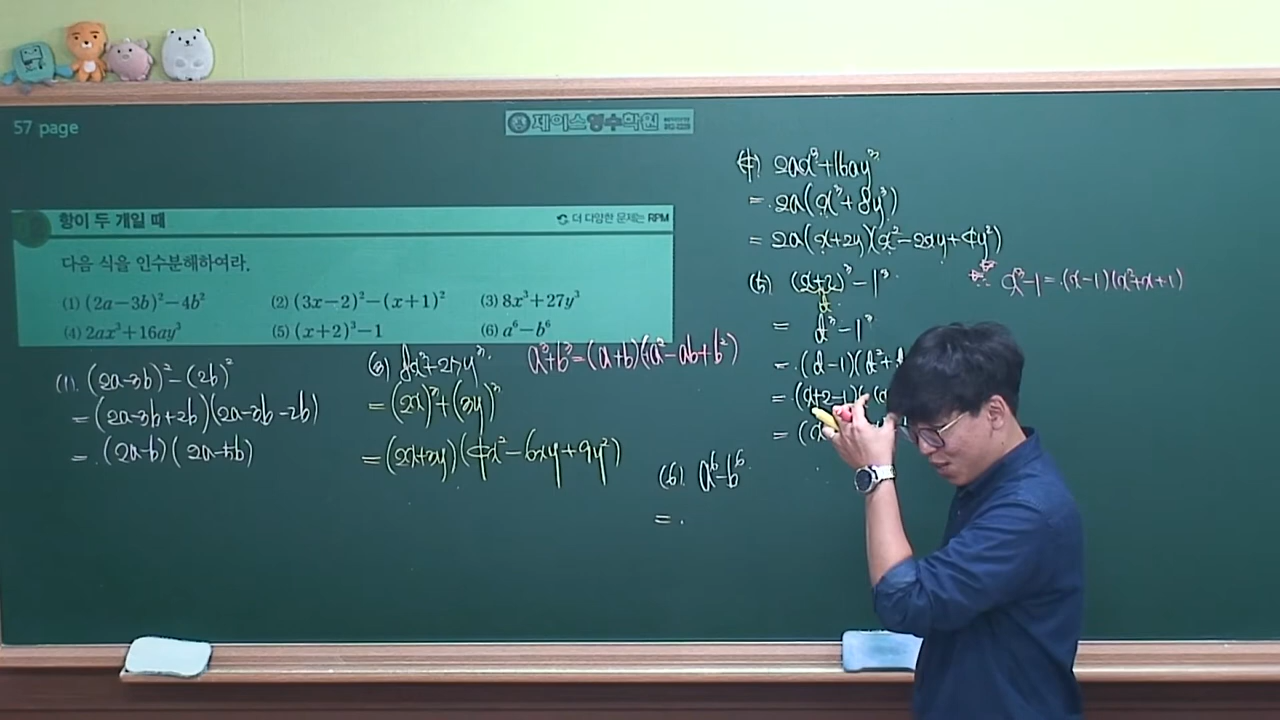 57 page
제이스영수학원
항이 두 개일 때
더 다양한 문제는 RPM
다음 식을 인수분해하여라.
(1) (2a−3b)²−4b²
(2) (3x−2)²−(x+1)²
(3) 8x³+27y³
(4) 2ax³+16ay³
(5) (x+2)³−1
(6) a⁶−b⁶
(1). (2a-3b)²-(2b)²
=(2a-3b+2b)(2a-3b-2b)
=.(2a-b)(2a-5b)
(3) 8x³+27y³.
=(2x)³+(3y)³
=(2x+3y)(4x²-6xy+9y²)
a³+b³=(a+b)(a²-ab+b²)
(4). 2ax³+16ay³
=.2a(x³+8y³)
=2a(x+2y)(x²-2xy+4y²)
(5) (x+2)³-1³.
=
=.
=(x+2-1)
=(x
x³-1=.(x-1)(x²+x+1)
(6). a⁶-b⁶.
=.